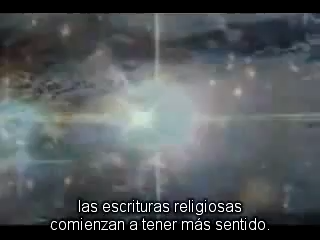 las escrituras religiosas
comienzan a tener más sentido.